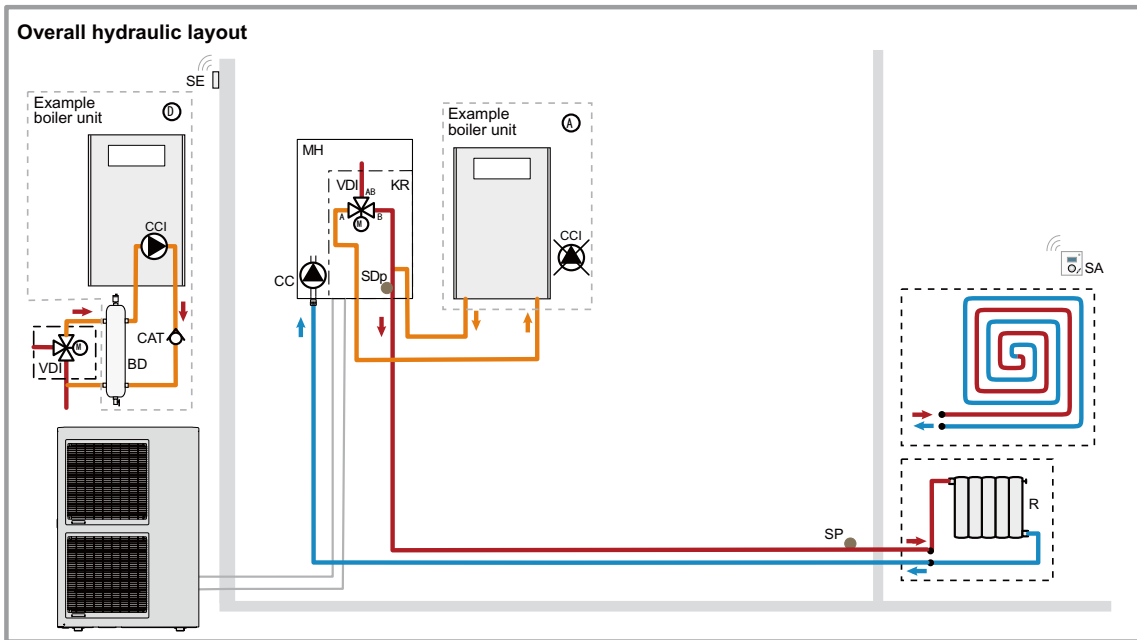 Overall hydraulic layout
SE
Example
boiler unit
D
CCI
CAT
VDI
M
BD
MH
VDI
KR
AB
A
B
M
CC
SDp
Example
boiler unit
A
CCI
SA
SP
R